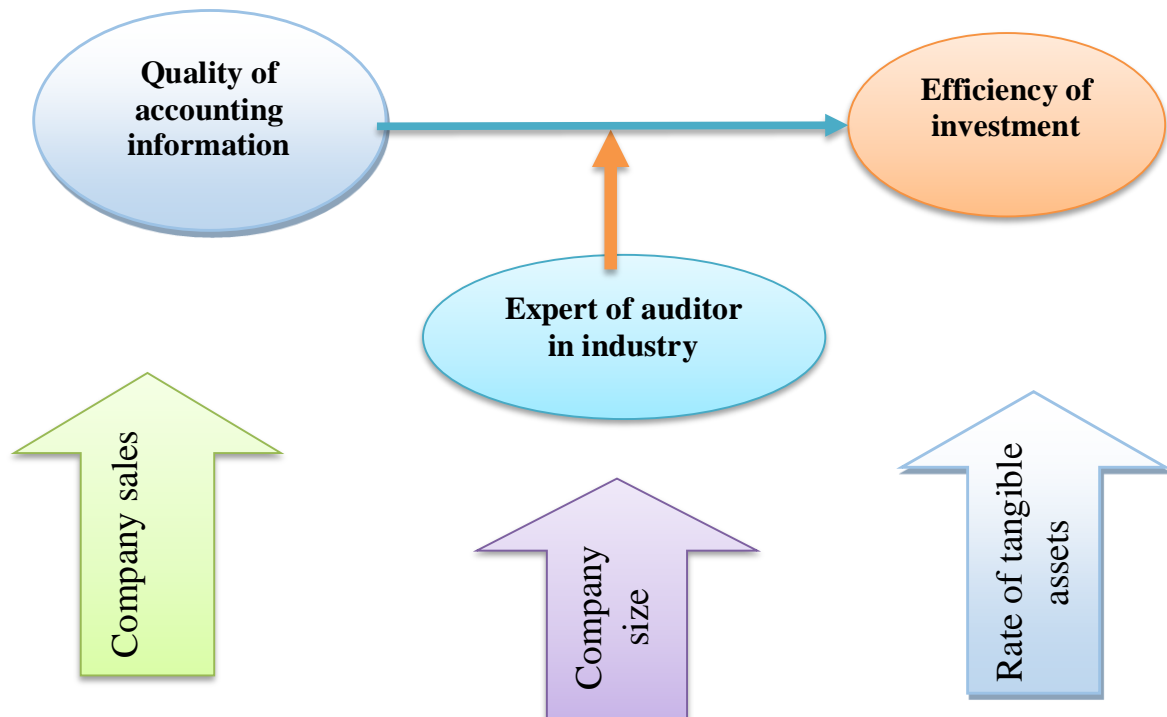 Quality of
accounting
information
Efficiency of
investment
Expert of auditor
in industry
Company sales
Company
size
Rate of tangible
assets